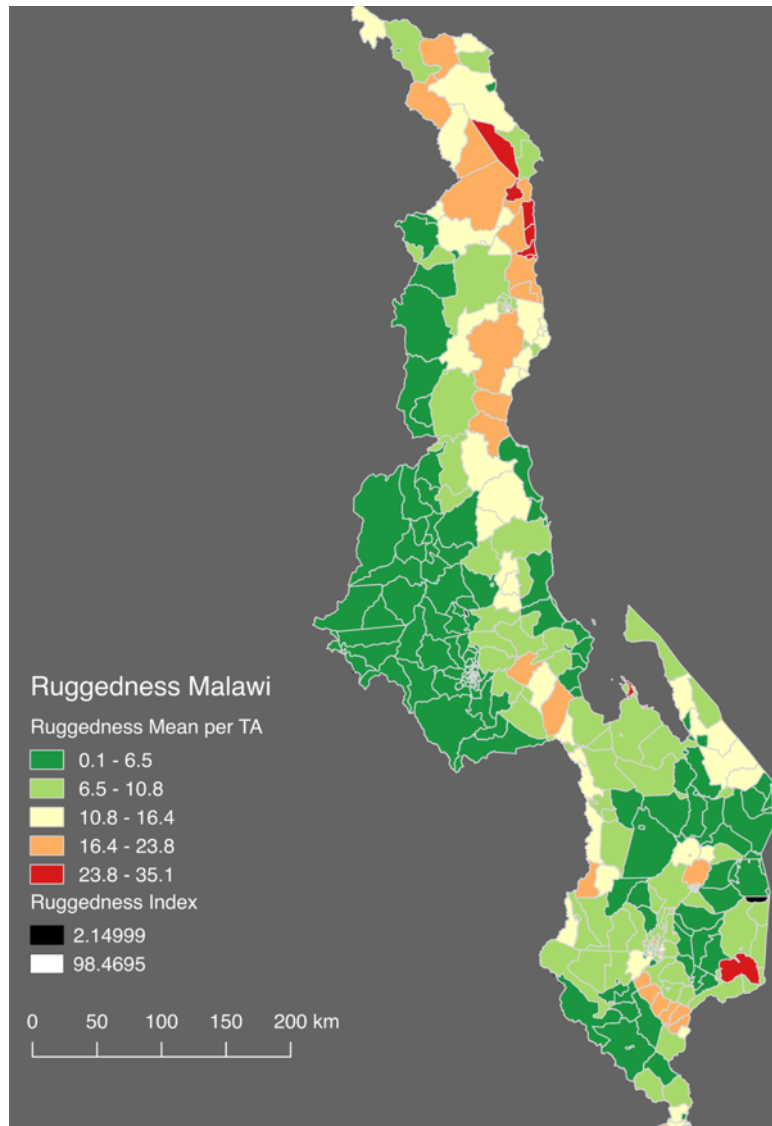 Ruggedness Malawi
Ruggedness Mean per TA
0.1 - 6.5
6.5 - 10.8
10.8 - 16.4
16.4 - 23.8
23.8 - 35.1
Ruggedness Index
2.14999
98.4695
0 50 100 150 200 km